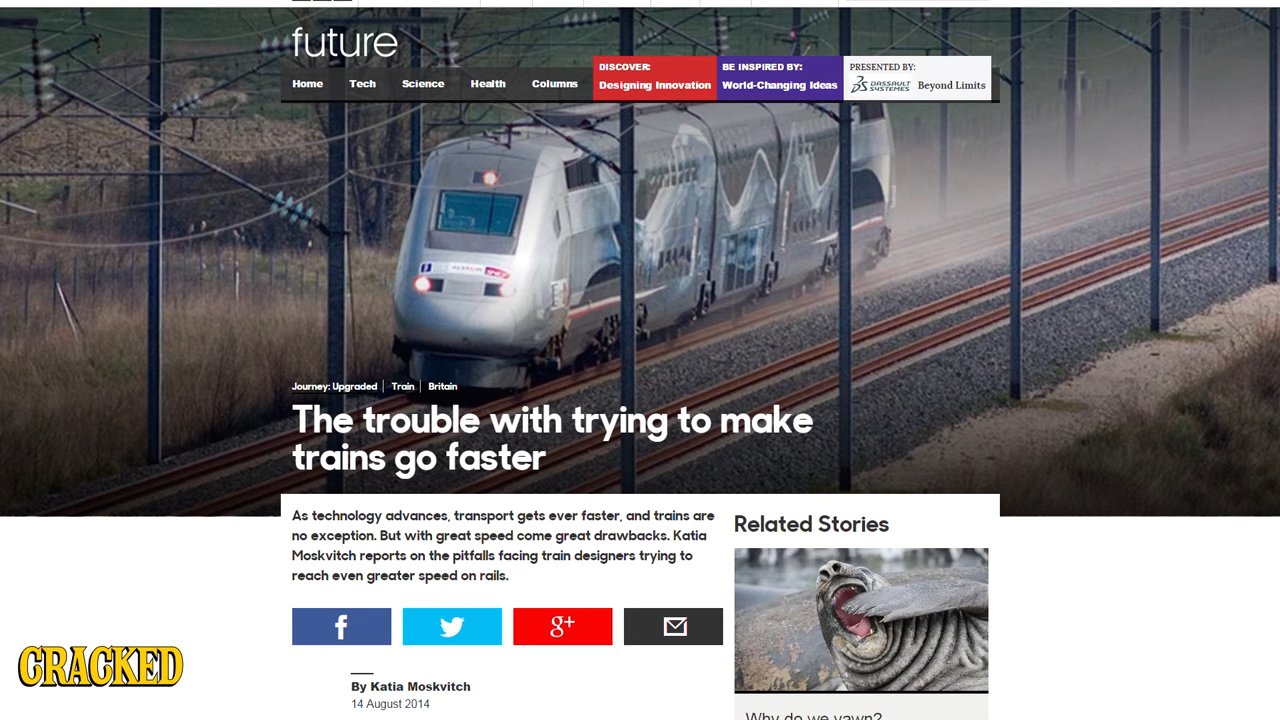 future
DISCOVER:
BE INSPIRED BY:
PRESENTED BY:
Home
Tech
Science
Health
Columns
Designing Innovation
World-Changing Ideas
DASSAULT
SYSTEMES
Beyond Limits
Journey: Upgraded
Train
Britain
The trouble with trying to make
trains go faster
As technology advances, transport gets ever faster, and trains are
no exception. But with great speed come great drawbacks. Katia
Moskvitch reports on the pitfalls facing train designers trying to
reach even greater speed on rails.
f
g+
By Katia Moskvitch
14 August 2014
Related Stories
Why do we yawn?
CRACKED